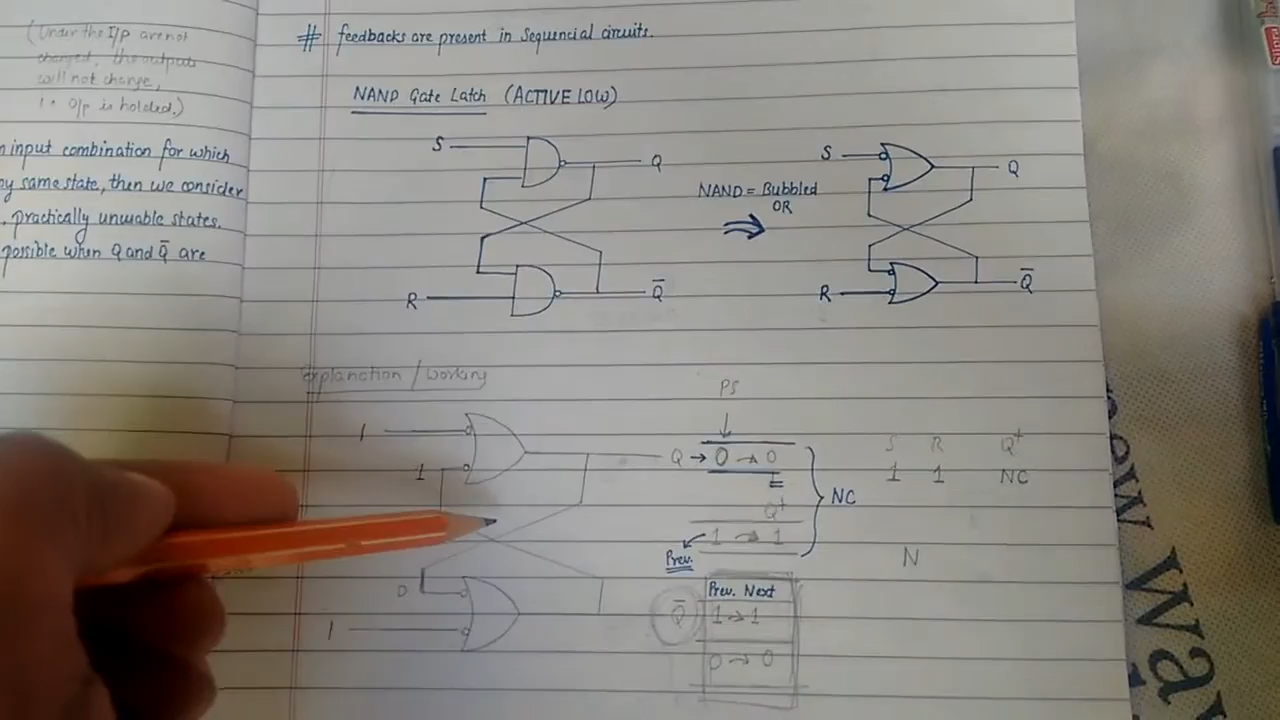 (Under the I/p are not
changed, the outputs
will not change,
i.e. O/p is holded.)
n input combination for which
by same state, then we consider
practically unusable states.
possible when Q and Q̅ are
# feedbacks are present in Sequencial circuits.
NAND Gate Latch (ACTIVE LOW)
S
Q
R
Q̅
NAND = Bubbled
OR
S
Q
R
Q̅
Explanation / Working
1
1
0
1
PS
Q → 0 → 0
Q⁺
1 → 1
Prev.
NC
Prev. Next
Q̅ 1 → 1
0 → 0
S R Q⁺
1 1 NC
N